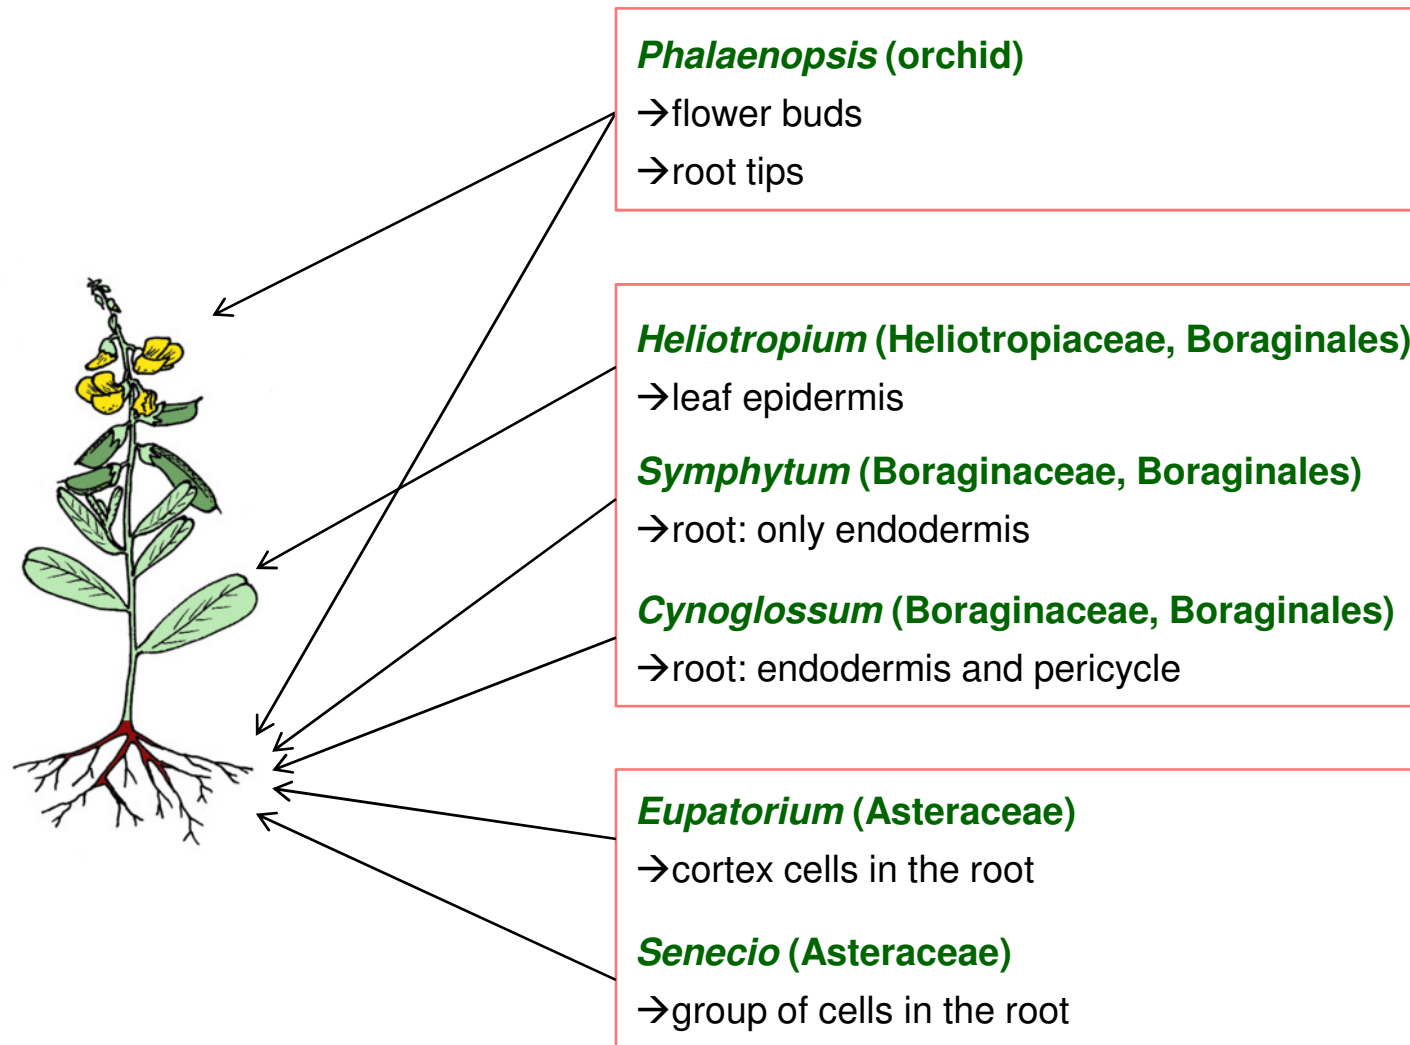 Phalaenopsis (orchid)
→flower buds
→root tips
Heliotropium (Heliotropiaceae, Boraginales)
→leaf epidermis
Symphytum (Boraginaceae, Boraginales)
→root: only endodermis
Cynoglossum (Boraginaceae, Boraginales)
→root: endodermis and pericycle
Eupatorium (Asteraceae)
→cortex cells in the root
Senecio (Asteraceae)
→group of cells in the root